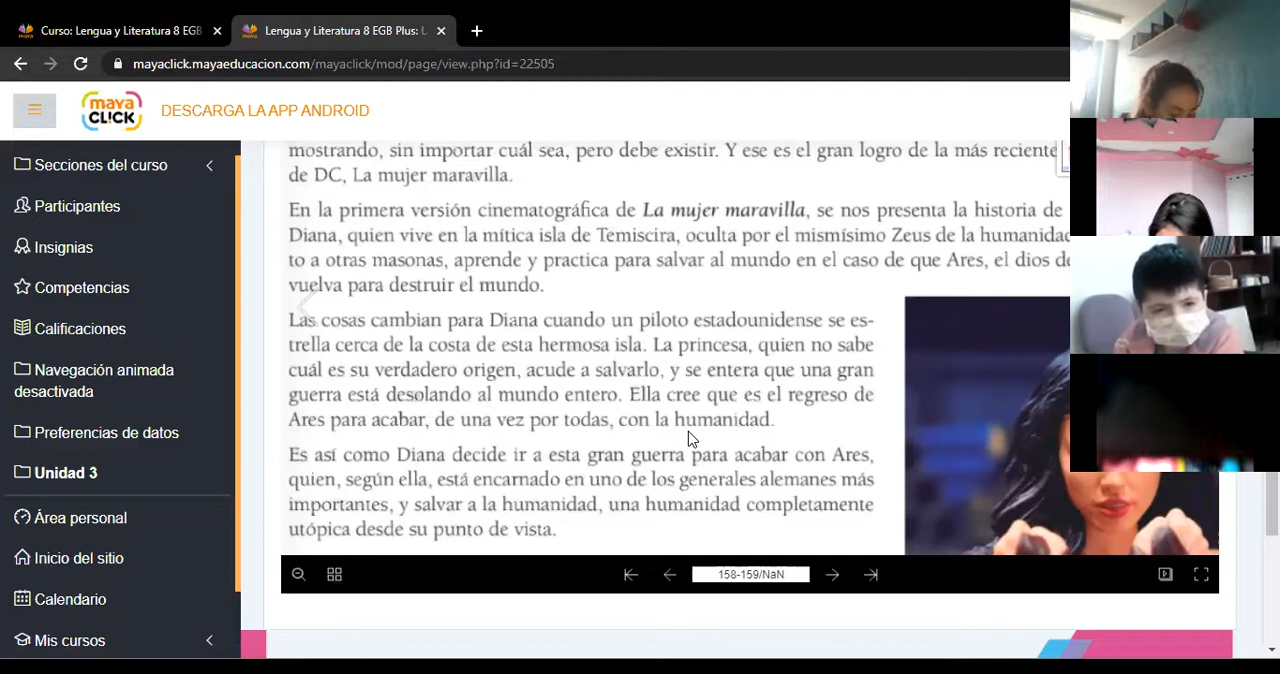 Curso: Lengua y Literatura 8 EGB
Lengua y Literatura 8 EGB Plus: L
mayaclick.mayaeducacion.com/mayaclick/mod/page/view.php?id=22505
maya
CLICK
DESCARGA LA APP ANDROID
Secciones del curso
Participantes
Insignias
Competencias
Calificaciones
Navegación animada
desactivada
Preferencias de datos
Unidad 3
Área personal
Inicio del sitio
Calendario
Mis cursos
mostrando, sin importar cuál sea, pero debe existir. Y ese es el gran logro de la más reciente
de DC, La mujer maravilla.
En la primera versión cinematográfica de La mujer maravilla, se nos presenta la historia de
Diana, quien vive en la mítica isla de Temiscira, oculta por el mismísimo Zeus de la humanidad
to a otras masonas, aprende y practica para salvar al mundo en el caso de que Ares, el dios de
vuelva para destruir el mundo.
Las cosas cambian para Diana cuando un piloto estadounidense se es-
trella cerca de la costa de esta hermosa isla. La princesa, quien no sabe
cuál es su verdadero origen, acude a salvarlo, y se entera que una gran
guerra está desolando al mundo entero. Ella cree que es el regreso de
Ares para acabar, de una vez por todas, con la humanidad.
Es así como Diana decide ir a esta gran guerra para acabar con Ares,
quien, según ella, está encarnado en uno de los generales alemanes más
importantes, y salvar a la humanidad, una humanidad completamente
utópica desde su punto de vista.
158-159/NaN